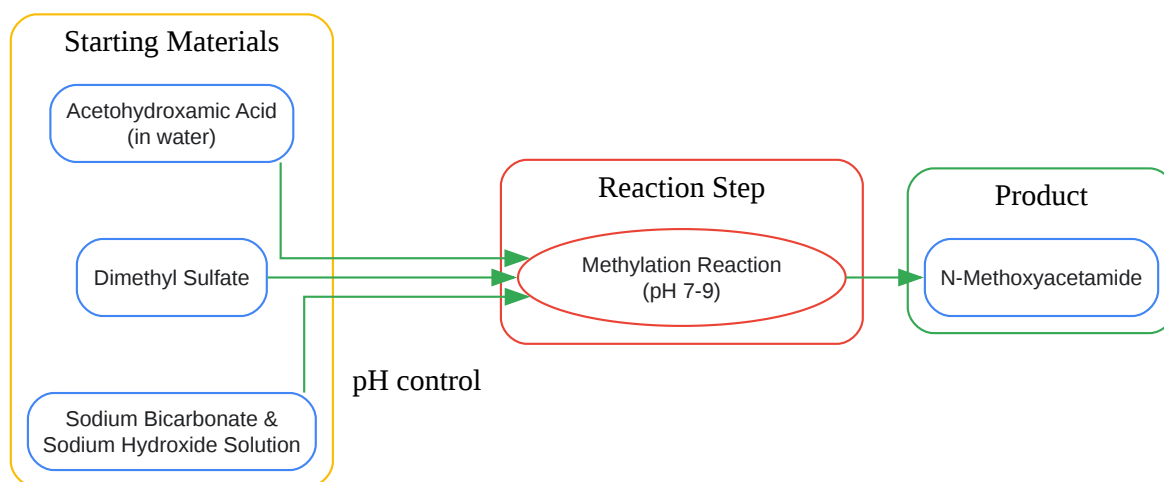 Starting Materials
Acetohydroxamic Acid
(in water)
Dimethyl Sulfate
Sodium Bicarbonate &
Sodium Hydroxide Solution
pH control
Reaction Step
Methylation Reaction
(pH 7-9)
Product
N-Methoxyacetamide